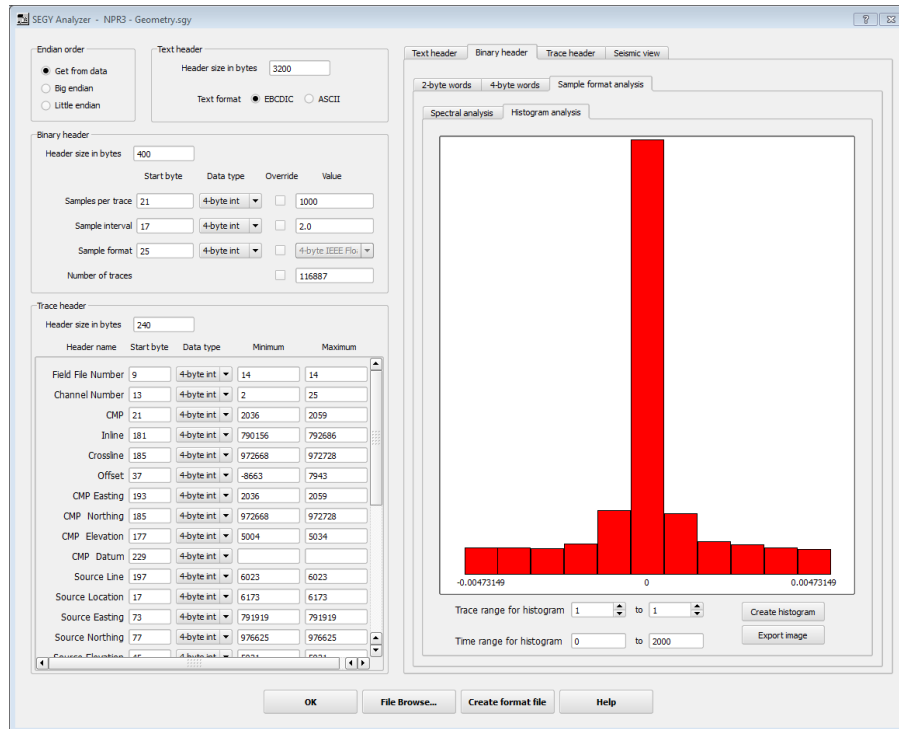 SEGY Analyzer - NPR3 - Geometry.sgy
Endian order
Get from data
Big endian
Little endian
Text header
Header size in bytes 3200
Text format EBCDIC ASCII
Binary header
Header size in bytes 400
Start byte Data type Override Value
Samples per trace 21 4-byte int 1000
Sample interval 17 4-byte int 2.0
Sample format 25 4-byte int 4-byte IEEE Flo
Number of traces 116887
Trace header
Header size in bytes 240
Header name Start byte Data type Minimum Maximum
Field File Number 9 4-byte int 14 14
Channel Number 13 4-byte int 2 25
CMP 21 4-byte int 2036 2059
Inline 181 4-byte int 790156 792686
Crossline 185 4-byte int 972668 972728
Offset 37 4-byte int -8663 7943
CMP Easting 193 4-byte int 2036 2059
CMP Northing 185 4-byte int 972668 972728
CMP Elevation 177 4-byte int 5004 5034
CMP Datum 229 4-byte int
Source Line 197 4-byte int 6023 6023
Source Location 17 4-byte int 6173 6173
Source Easting 73 4-byte int 791919 791919
Source Northing 77 4-byte int 976625 976625
Source Elevation 45 4-byte int
Text header Binary header Trace header Seismic view
2-byte words 4-byte words Sample format analysis
Spectral analysis Histogram analysis
-0.00473149 0 0.00473149
Trace range for histogram 1 to 1 Create histogram
Time range for histogram 0 to 2000 Export image
OK File Browse... Create format file Help